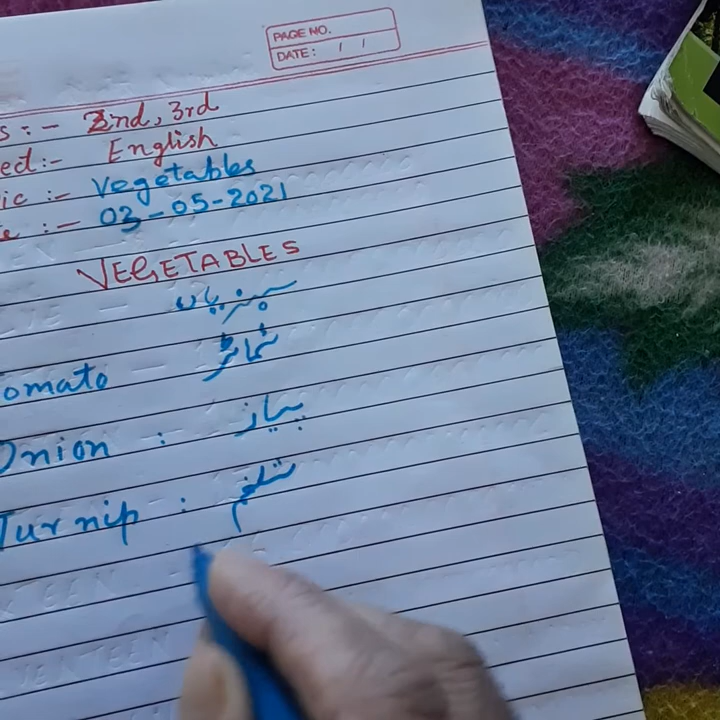 PAGE NO.
DATE: / /
s :- 2nd, 3rd
ect:- English
ic :- Vegetables
e :- 03-05-2021
VEGETABLES
سبزیاں
omato ٹماٹر
Onion : پیاز
Turnip : شلغم